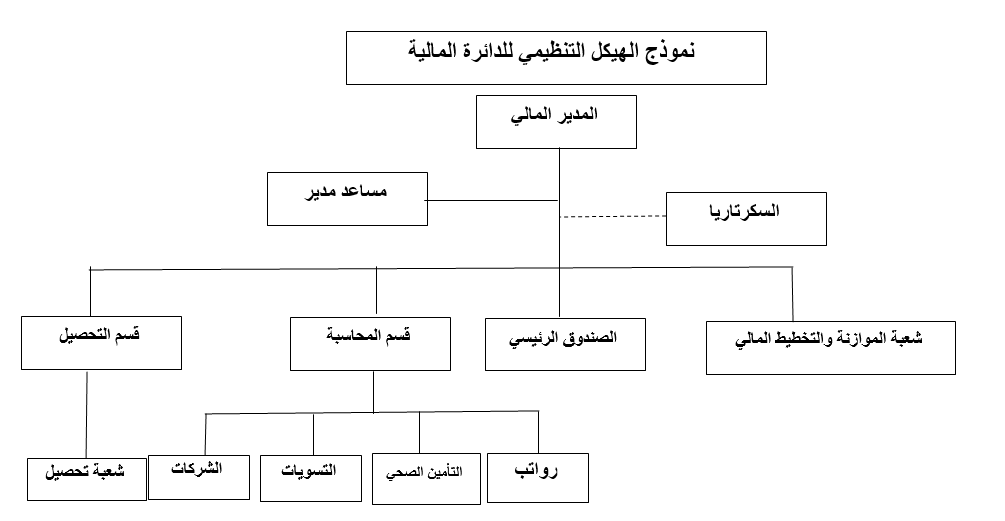 نموذج الهيكل التنظيمي للدائرة المالية
المدير المالي
مساعد مدير
السكرتاريا
شعبة الموازنة والتخطيط المالي
الصندوق الرئيسي
قسم المحاسبة
قسم التحصيل
رواتب
التأمين الصحي
التسويات
الشركات
شعبة تحصيل